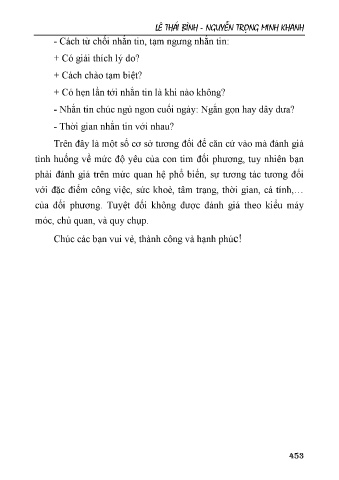 LÊ THÁI BÌNH - NGUYỄN TRỌNG MINH KHANH
- Cách từ chối nhắn tin, tạm ngưng nhắn tin:
+ Có giải thích lý do?
+ Cách chào tạm biệt?
+ Có hẹn lần tới nhắn tin là khi nào không?
- Nhắn tin chúc ngủ ngon cuối ngày: Ngắn gọn hay dây dưa?
- Thời gian nhắn tin với nhau?
Trên đây là một số cơ sở tương đối để căn cứ vào mà đánh giá
tình huống về mức độ yêu của con tim đối phương, tuy nhiên bạn
phải đánh giá trên mức quan hệ phổ biến, sự tương tác tương đối
với đặc điểm công việc, sức khoẻ, tâm trạng, thời gian, cá tính,…
của đối phương. Tuyệt đối không được đánh giá theo kiểu máy
móc, chủ quan, và quy chụp.
Chúc các bạn vui vẻ, thành công và hạnh phúc!
453